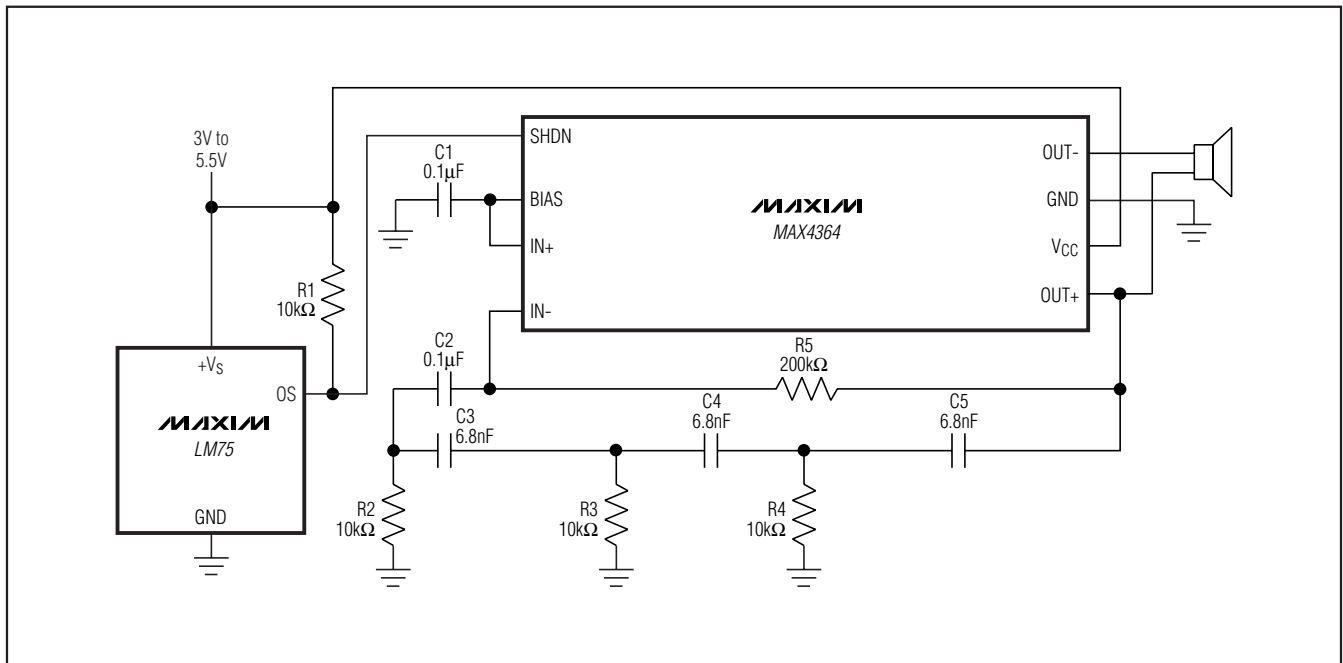 3V to
5.5V
R1
10kΩ
+VS
OS
MAXIM
LM75
GND
C1
0.1µF
SHDN
BIAS
IN+
IN-
MAXIM
MAX4364
OUT-
GND
VCC
OUT+
C2
0.1µF
R5
200kΩ
C3
6.8nF
C4
6.8nF
C5
6.8nF
R2
10kΩ
R3
10kΩ
R4
10kΩ